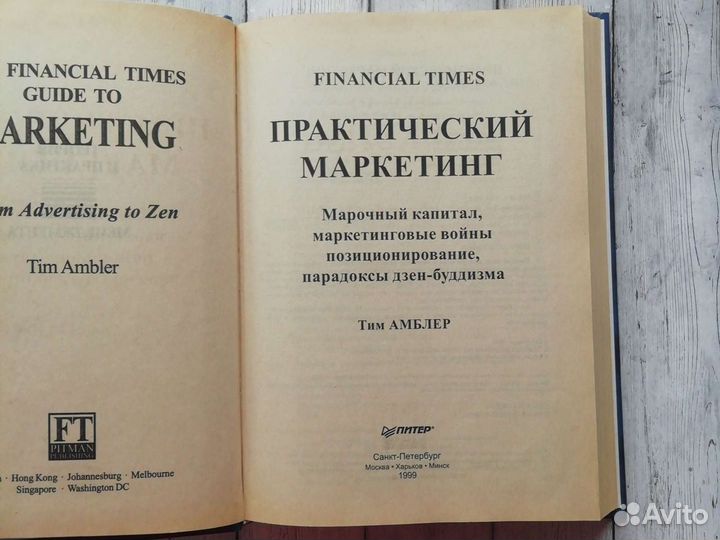 FINANCIAL TIMES
GUIDE TO
ARKETING
m Advertising to Zen
Tim Ambler
FT
PITMAN
PUBLISHING
n · Hong Kong · Johannesburg · Melbourne
Singapore · Washington DC
FINANCIAL TIMES
ПРАКТИЧЕСКИЙ
МАРКЕТИНГ
Марочный капитал,
маркетинговые войны
позиционирование,
парадоксы дзен-буддизма
Тим АМБЛЕР
ПИТЕР®
Санкт-Петербург
Москва • Харьков • Минск
1999
Avito